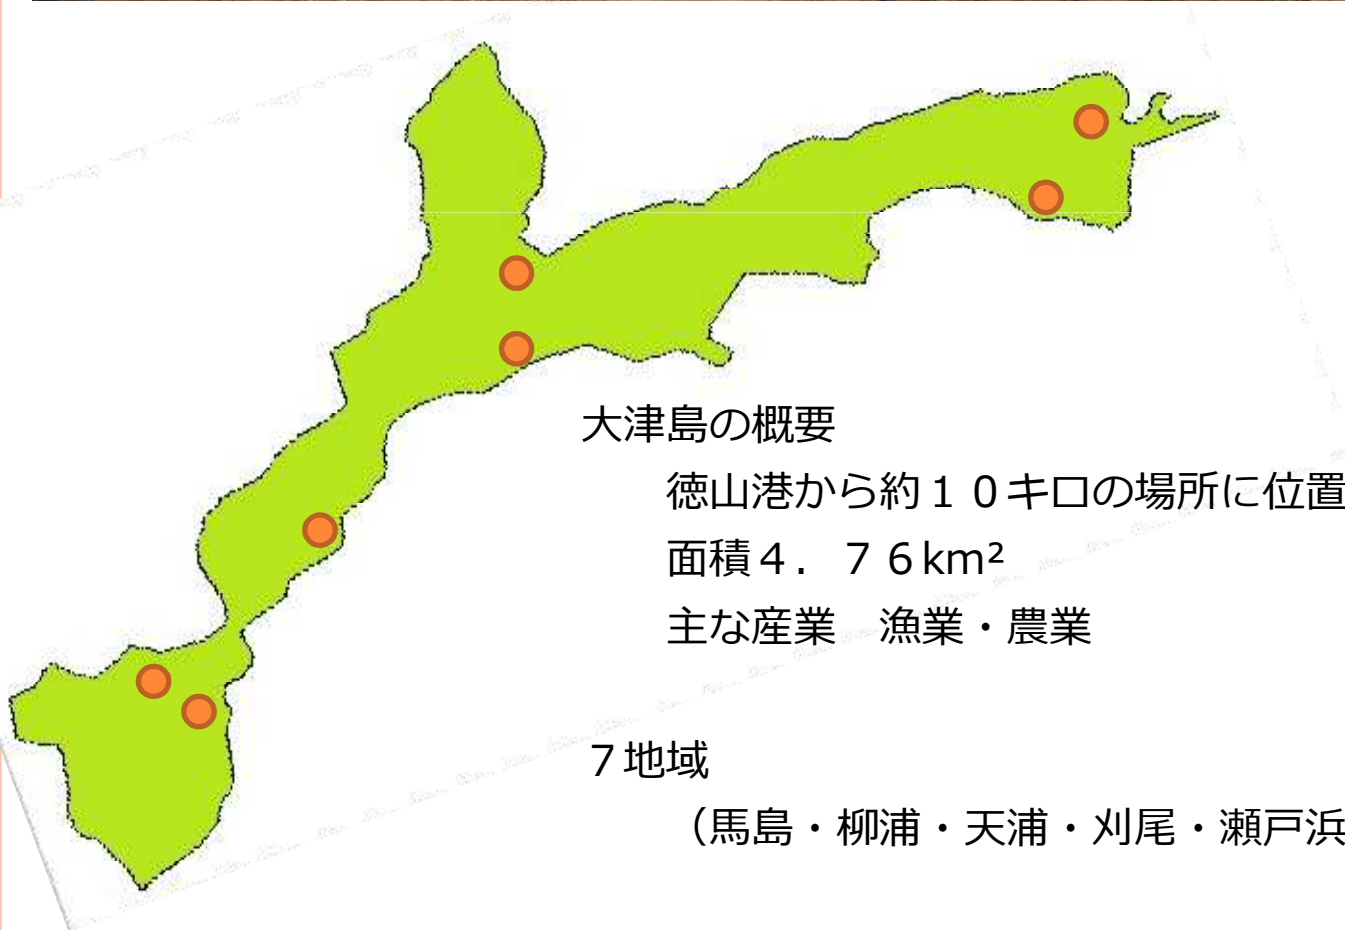 大津島の概要
徳山港から約１０キロの場所に位置
面積４．７６km²
主な産業　漁業・農業
７地域
（馬島・柳浦・天浦・刈尾・瀬戸浜